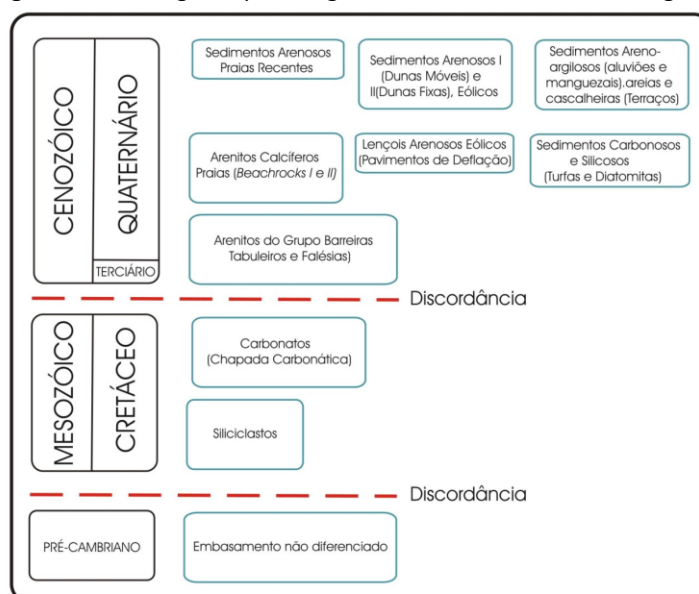 CENOZÓICO
QUATERNÁRIO
TERCIÁRIO
Sedimentos Arenosos
Praias Recentes
Sedimentos Arenosos I
(Dunas Móveis) e
II(Dunas Fixas), Eólicos
Sedimentos Areno-
argilosos (aluviões e
manguezais).areias e
cascalheiras (Terraços)
Arenitos Calcíferos
Praias (Beachrocks I e II)
Lençois Arenosos Eólicos
(Pavimentos de Deflação)
Sedimentos Carbonosos
e Silicosos
(Turfas e Diatomitas)
Arenitos do Grupo Barreiras
Tabuleiros e Falésias)
Discordância
MESOZÓICO
CRETÁCEO
Carbonatos
(Chapada Carbonática)
Siliciclastos
Discordância
PRÉ-CAMBRIANO
Embasamento não diferenciado